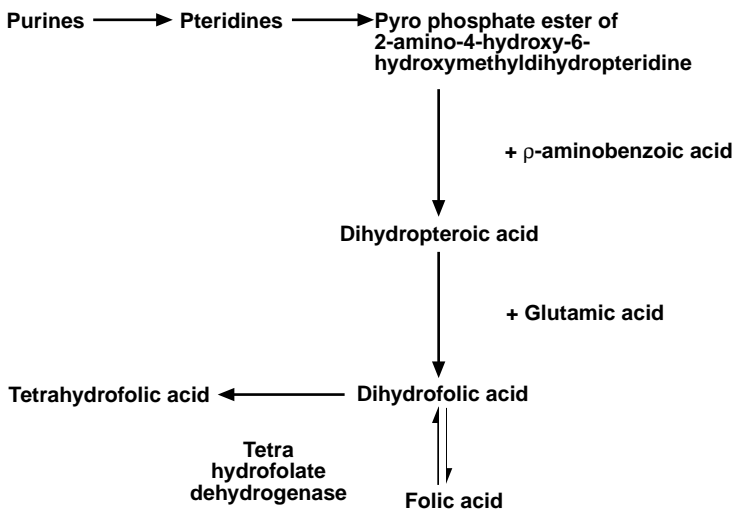 Purines
Pteridines
Pyro phosphate ester of
2-amino-4-hydroxy-6-
hydroxymethyldihydropteridine
+ ρ-aminobenzoic acid
Dihydropteroic acid
+ Glutamic acid
Tetrahydrofolic acid
Dihydrofolic acid
Tetra
hydrofolate
dehydrogenase
Folic acid